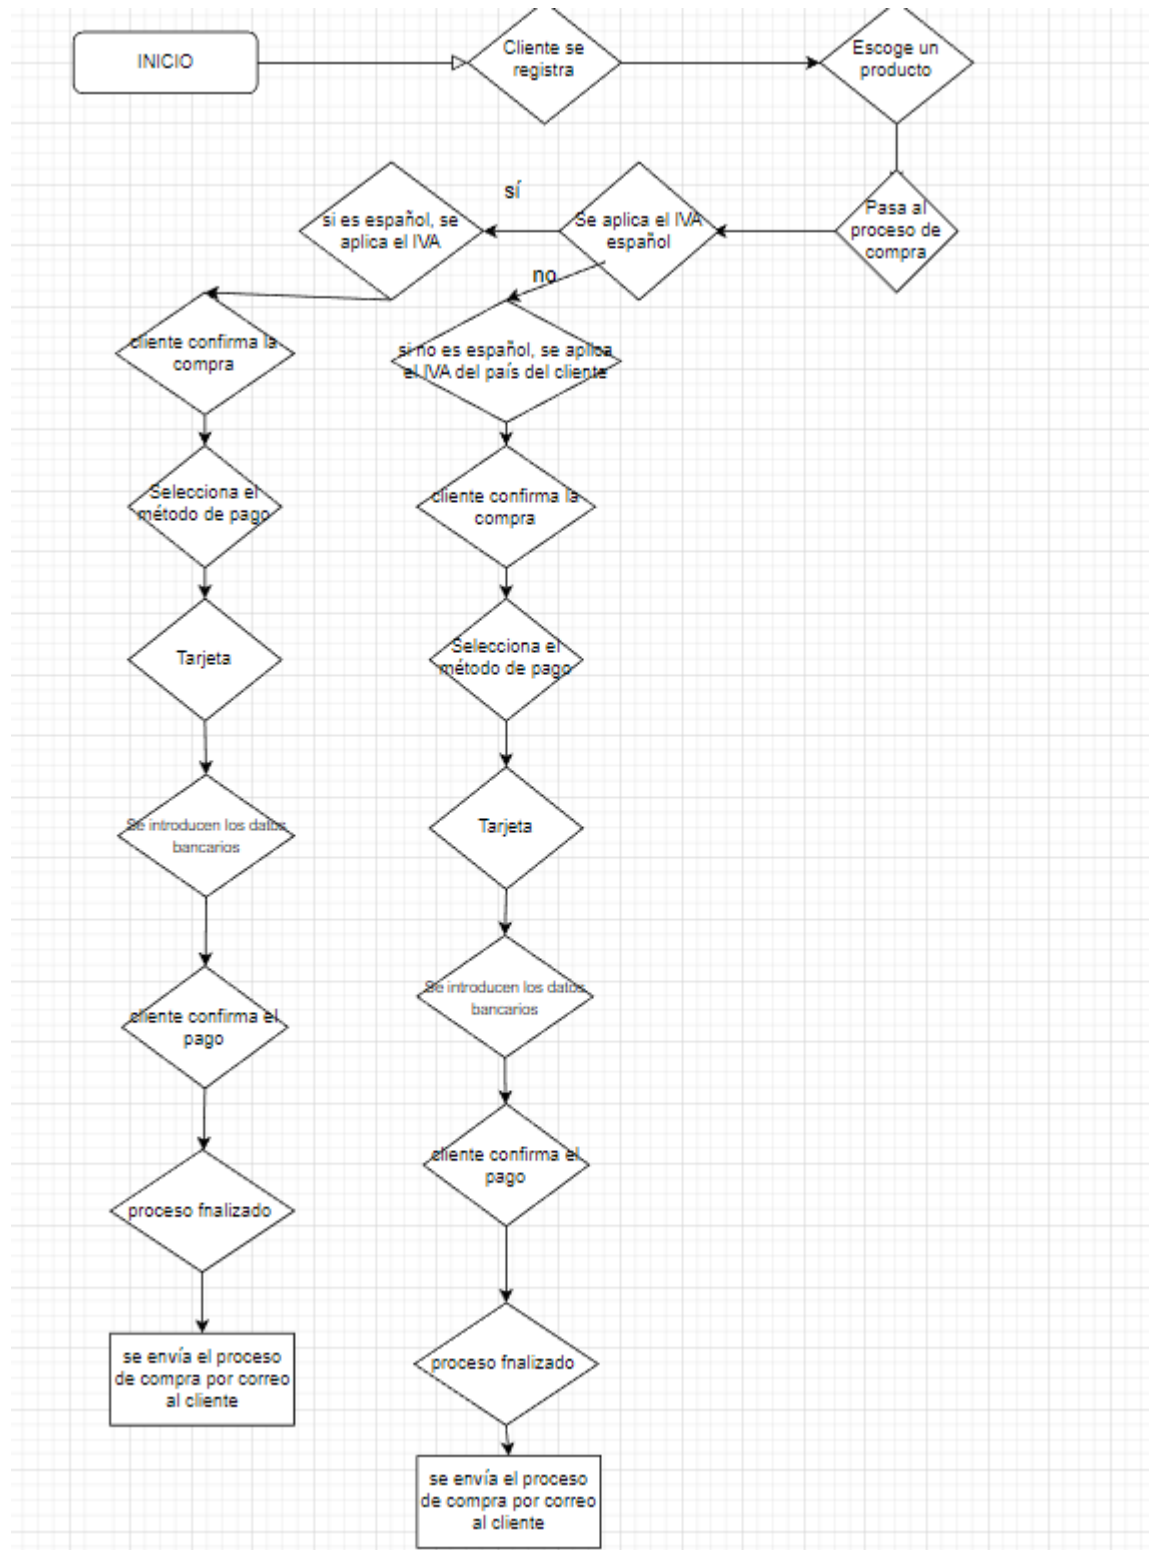 INICIO
Cliente se
registra
Escoge un
producto
Pasa al
proceso de
compra
Se aplica el IVA
español
sí
si es español, se
aplica el IVA
no
cliente confirma la
compra
Selecciona el
método de pago
Tarjeta
Se introducen los datos
bancarios
cliente confirma el
pago
proceso fnalizado
se envía el proceso
de compra por correo
al cliente
si no es español, se aplica
el IVA del país del cliente
cliente confirma la
compra
Selecciona el
método de pago
Tarjeta
Se introducen los datos
bancarios
cliente confirma el
pago
proceso fnalizado
se envía el proceso
de compra por correo
al cliente